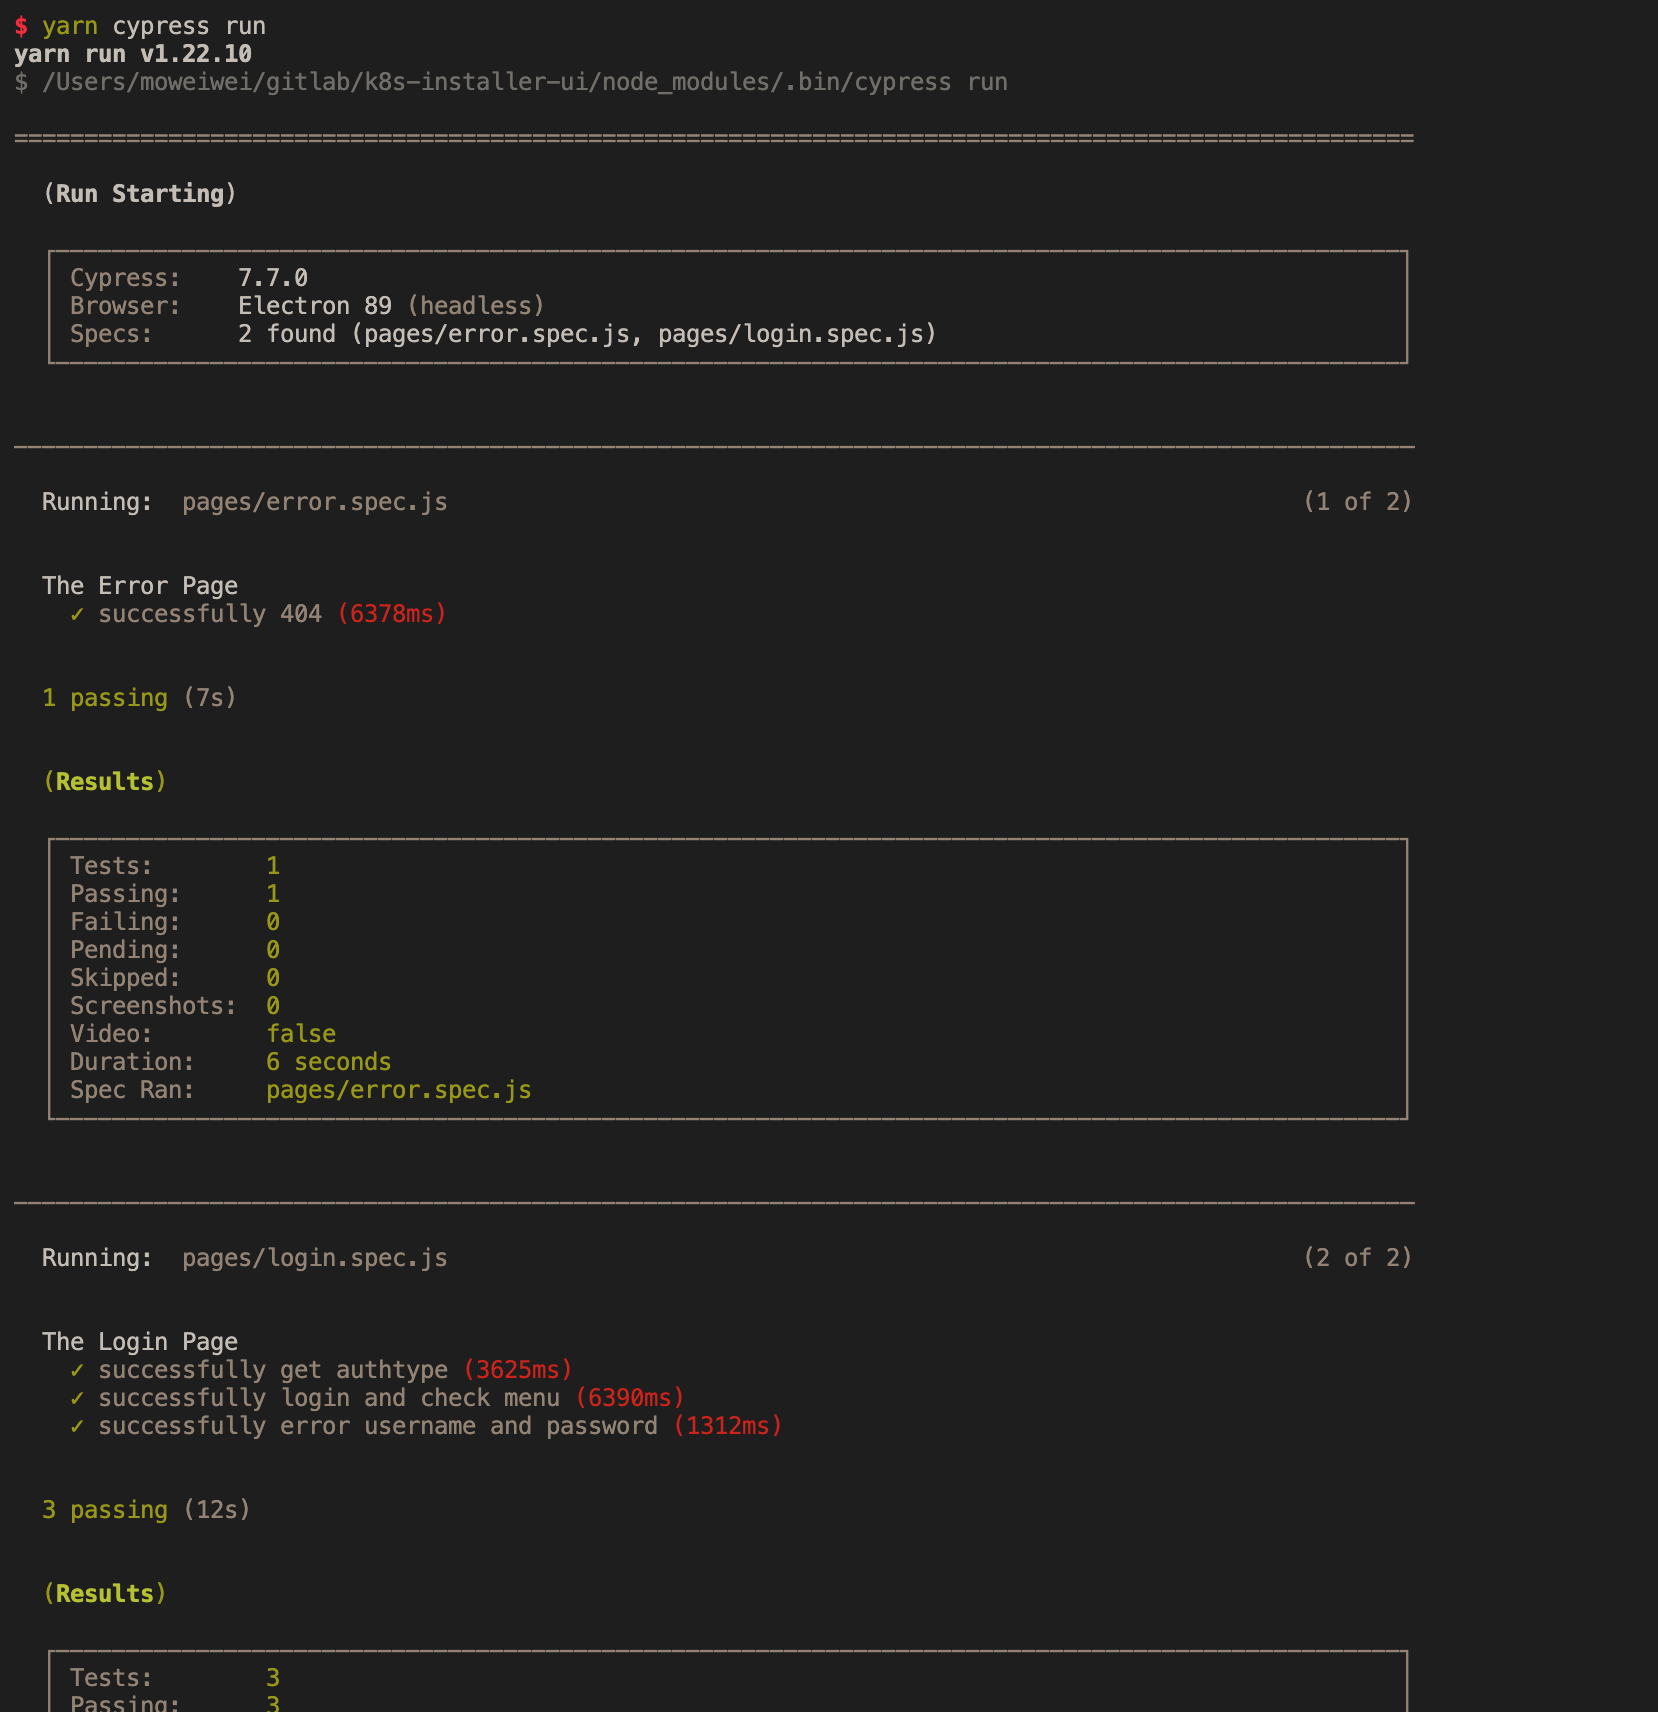 $ yarn cypress run
yarn run v1.22.10
$ /Users/moweiwei/gitlab/k8s-installer-ui/node_modules/.bin/cypress run
====================================================================================================
(Run Starting)
Cypress: 7.7.0
Browser: Electron 89 (headless)
Specs: 2 found (pages/error.spec.js, pages/login.spec.js)
Running: pages/error.spec.js (1 of 2)
The Error Page
✓ successfully 404 (6378ms)
1 passing (7s)
(Results)
Tests: 1
Passing: 1
Failing: 0
Pending: 0
Skipped: 0
Screenshots: 0
Video: false
Duration: 6 seconds
Spec Ran: pages/error.spec.js
Running: pages/login.spec.js (2 of 2)
The Login Page
✓ successfully get authtype (3625ms)
✓ successfully login and check menu (6390ms)
✓ successfully error username and password (1312ms)
3 passing (12s)
(Results)
Tests: 3
Passing: 3